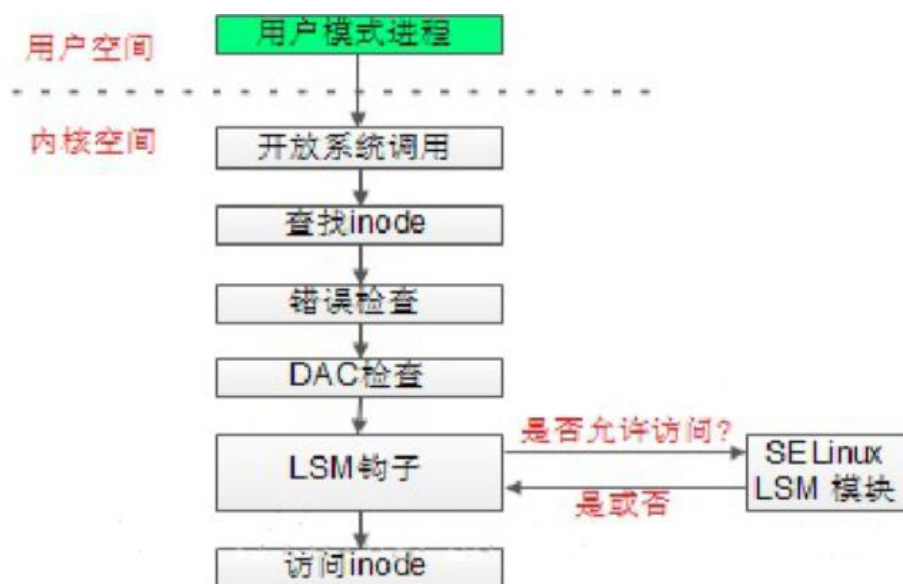 用户模式进程
用户空间
内核空间
开放系统调用
查找inode
错误检查
DAC检查
是否允许访问?
LSM钩子
SELinux
LSM 模块
是或否
访问inode